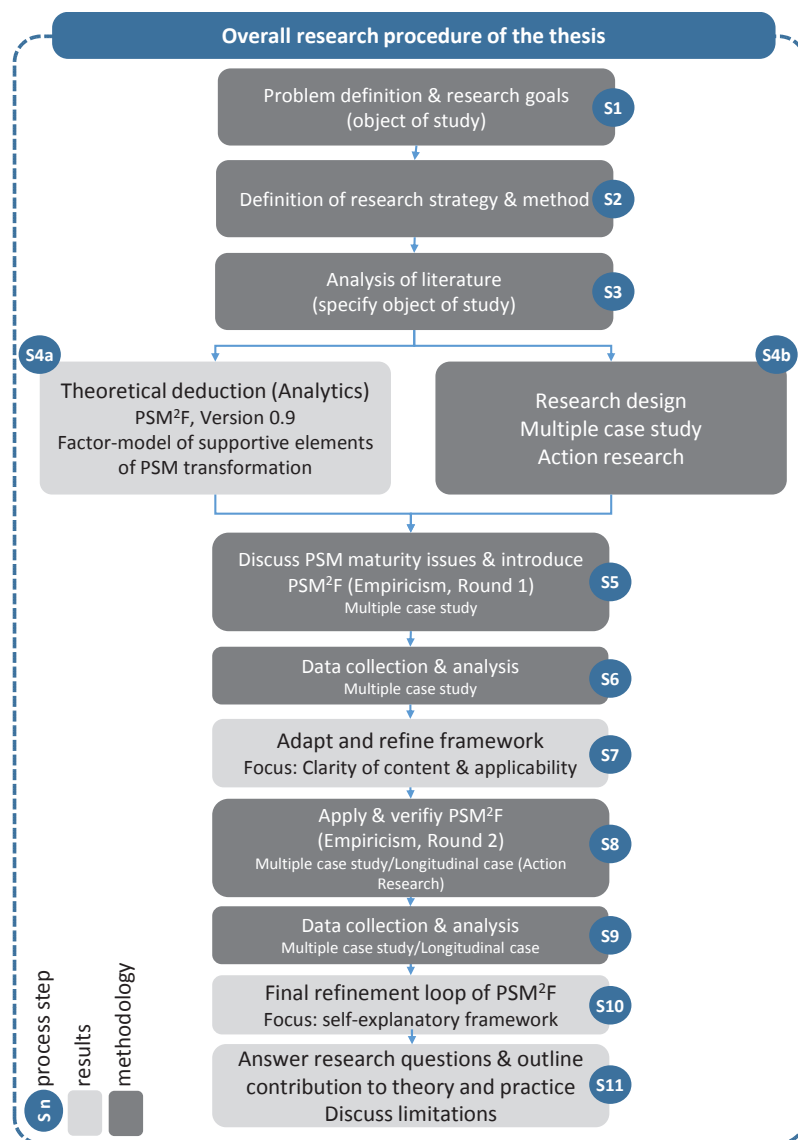 Overall research procedure of the thesis
Problem definition & research goals
(object of study)
S1
Definition of research strategy & method
S2
Analysis of literature
(specify object of study)
S3
S4a
Theoretical deduction (Analytics)
PSM²F, Version 0.9
Factor-model of supportive elements
of PSM transformation
S4b
Research design
Multiple case study
Action research
Discuss PSM maturity issues & introduce
PSM²F (Empiricism, Round 1)
Multiple case study
S5
Data collection & analysis
Multiple case study
S6
Adapt and refine framework
Focus: Clarity of content & applicability
S7
Apply & verifiy PSM²F
(Empiricism, Round 2)
Multiple case study/Longitudinal case (Action
Research)
S8
Data collection & analysis
Multiple case study/Longitudinal case
S9
Final refinement loop of PSM²F
Focus: self-explanatory framework
S10
Answer research questions & outline
contribution to theory and practice
Discuss limitations
S11
S n
process step
results
methodology